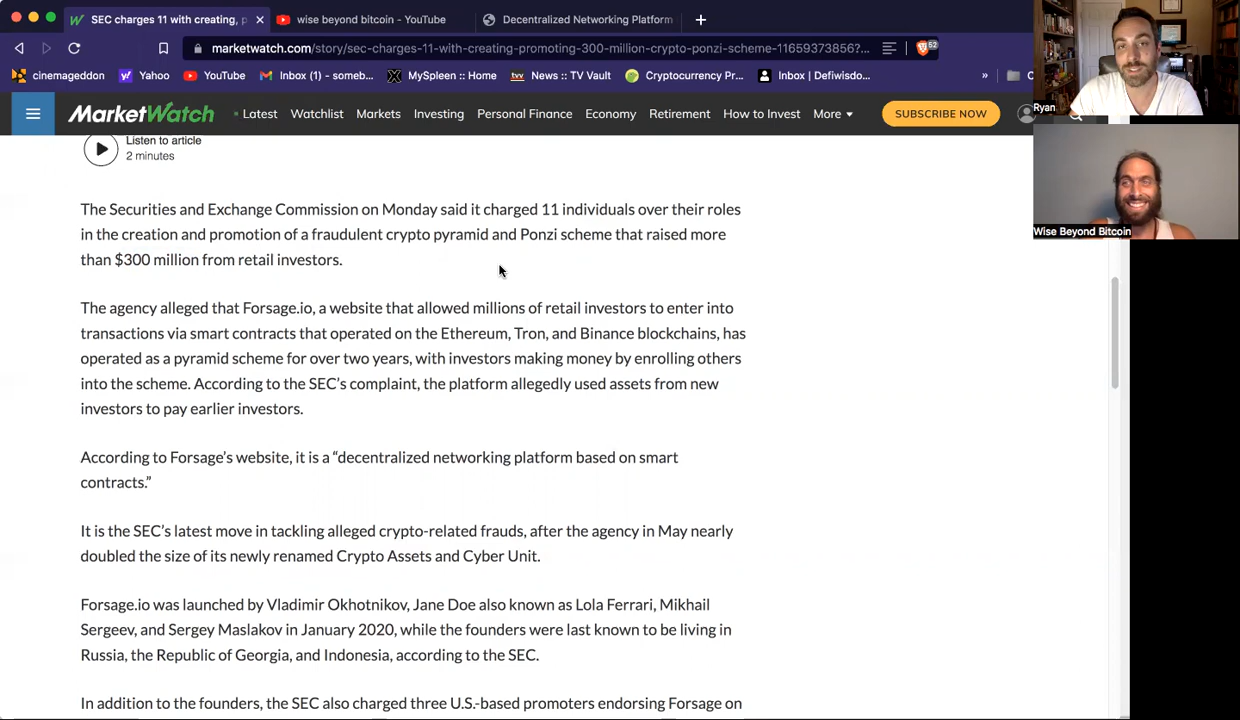 SEC charges 11 with creating, p
wise beyond bitcoin - YouTube
Decentralized Networking Platform
marketwatch.com/story/sec-charges-11-with-creating-promoting-300-million-crypto-ponzi-scheme-11659373856?...
52
cinemageddon
Yahoo
YouTube
Inbox (1) - someb...
MySpleen :: Home
News :: TV Vault
Cryptocurrency Pr...
Inbox | Defiwisdo...
»
MarketWatch
Latest
Watchlist
Markets
Investing
Personal Finance
Economy
Retirement
How to Invest
More
SUBSCRIBE NOW
Ryan
Wise Beyond Bitcoin
Listen to article
2 minutes
The Securities and Exchange Commission on Monday said it charged 11 individuals over their roles
in the creation and promotion of a fraudulent crypto pyramid and Ponzi scheme that raised more
than $300 million from retail investors.
The agency alleged that Forsage.io, a website that allowed millions of retail investors to enter into
transactions via smart contracts that operated on the Ethereum, Tron, and Binance blockchains, has
operated as a pyramid scheme for over two years, with investors making money by enrolling others
into the scheme. According to the SEC’s complaint, the platform allegedly used assets from new
investors to pay earlier investors.
According to Forsage’s website, it is a “decentralized networking platform based on smart
contracts.”
It is the SEC’s latest move in tackling alleged crypto-related frauds, after the agency in May nearly
doubled the size of its newly renamed Crypto Assets and Cyber Unit.
Forsage.io was launched by Vladimir Okhotnikov, Jane Doe also known as Lola Ferrari, Mikhail
Sergeev, and Sergey Maslakov in January 2020, while the founders were last known to be living in
Russia, the Republic of Georgia, and Indonesia, according to the SEC.
In addition to the founders, the SEC also charged three U.S.-based promoters endorsing Forsage on